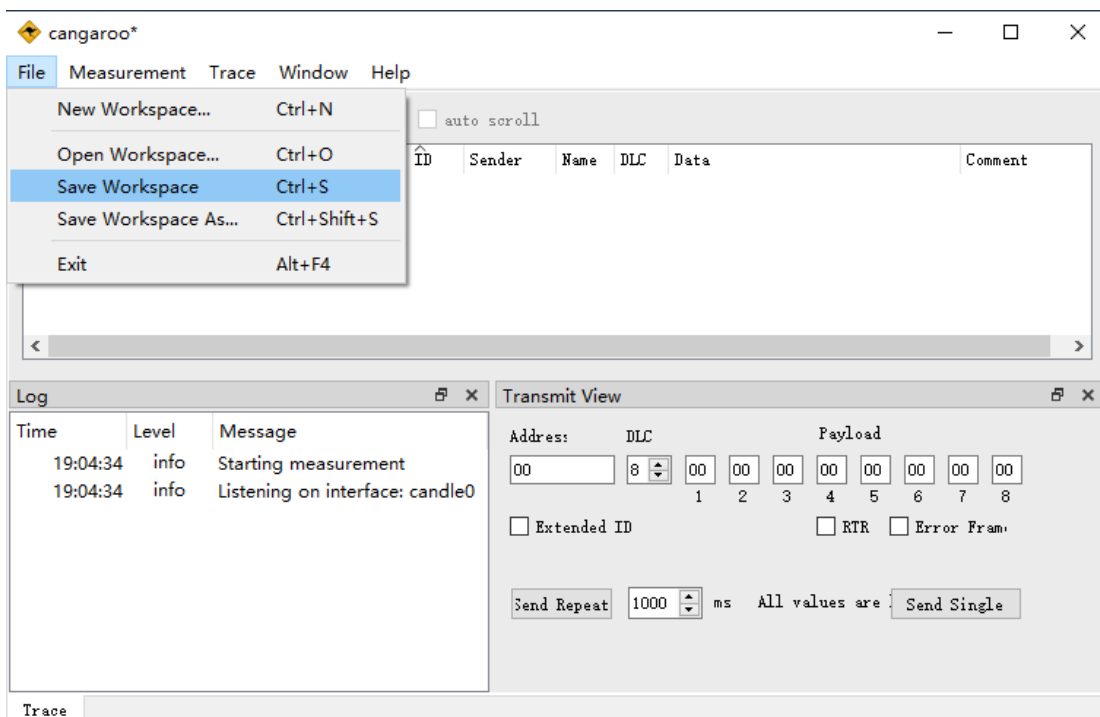 cangaroo*
File Measurement Trace Window Help
New Workspace... Ctrl+N
auto scroll
Open Workspace... Ctrl+O
ID Sender Name DLC Data Comment
Save Workspace Ctrl+S
Save Workspace As... Ctrl+Shift+S
Exit Alt+F4
Log
Time Level Message
19:04:34 info Starting measurement
19:04:34 info Listening on interface: candle0
Transmit View
Address DLC Payload
00 8 00 00 00 00 00 00 00 00
1 2 3 4 5 6 7 8
Extended ID RTR Error Fram
Send Repeat 1000 ms All values are Send Single
Trace